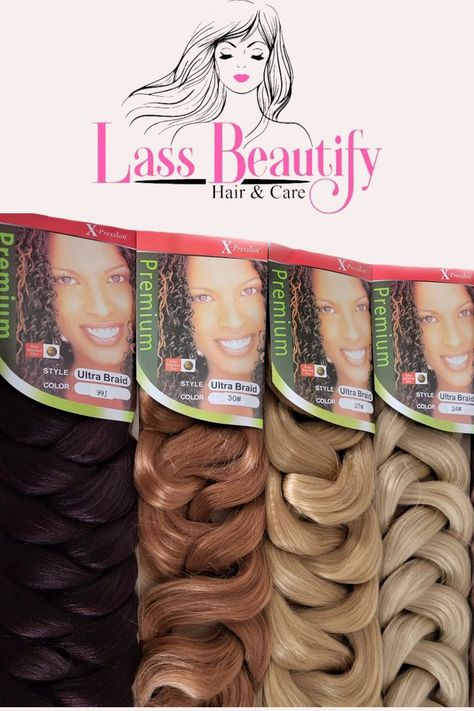 Lass Beautify
Hair & Care
X-Pression
Premium
STYLE Ultra Braid
COLOR 99J
X-Pression
Premium
STYLE Ultra Braid
COLOR 30#
X-Pression
Premium
STYLE Ultra Braid
COLOR 27#
X-Pression
Premium
STYLE Ultra Braid
COLOR 24#